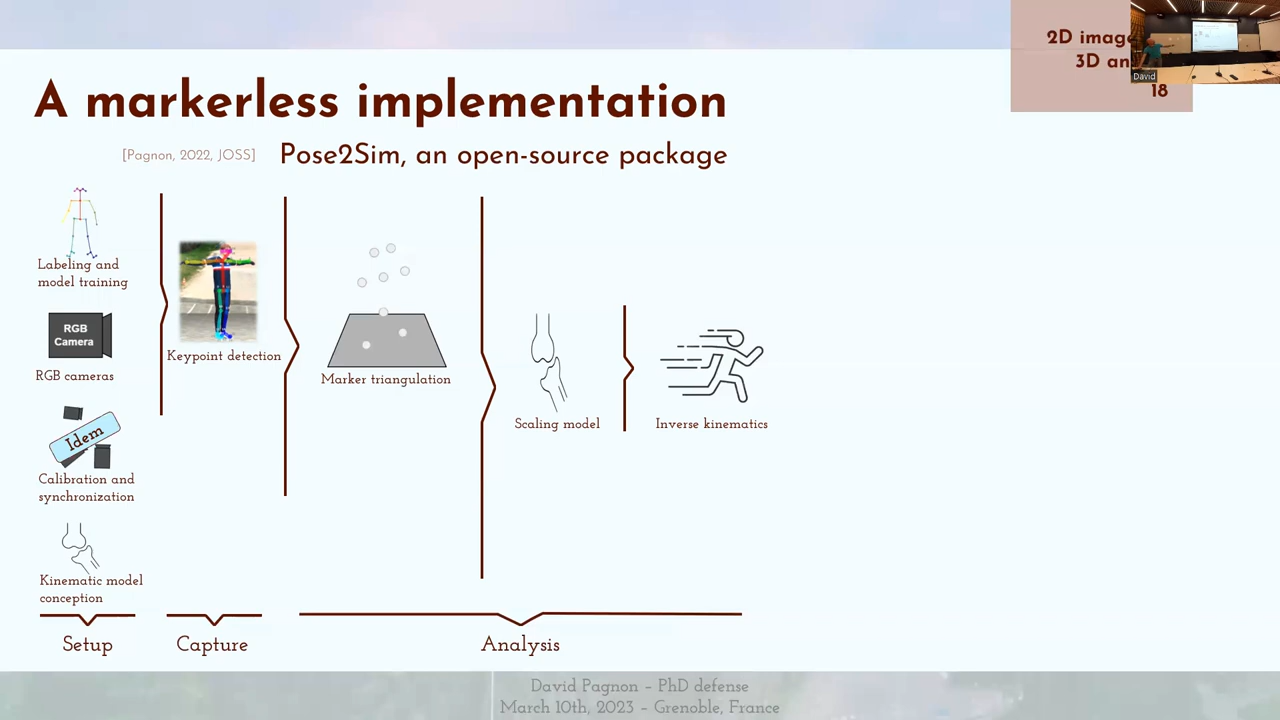 2D image
3D an
18
David
A markerless implementation
[Pagnon, 2022, JOSS]
Pose2Sim, an open-source package
Labeling and
model training
RGB
Camera
RGB cameras
Idem
Calibration and
synchronization
Kinematic model
conception
Keypoint detection
Marker triangulation
Scaling model
Inverse kinematics
Setup
Capture
Analysis
David Pagnon – PhD defense
March 10th, 2023 – Grenoble, France